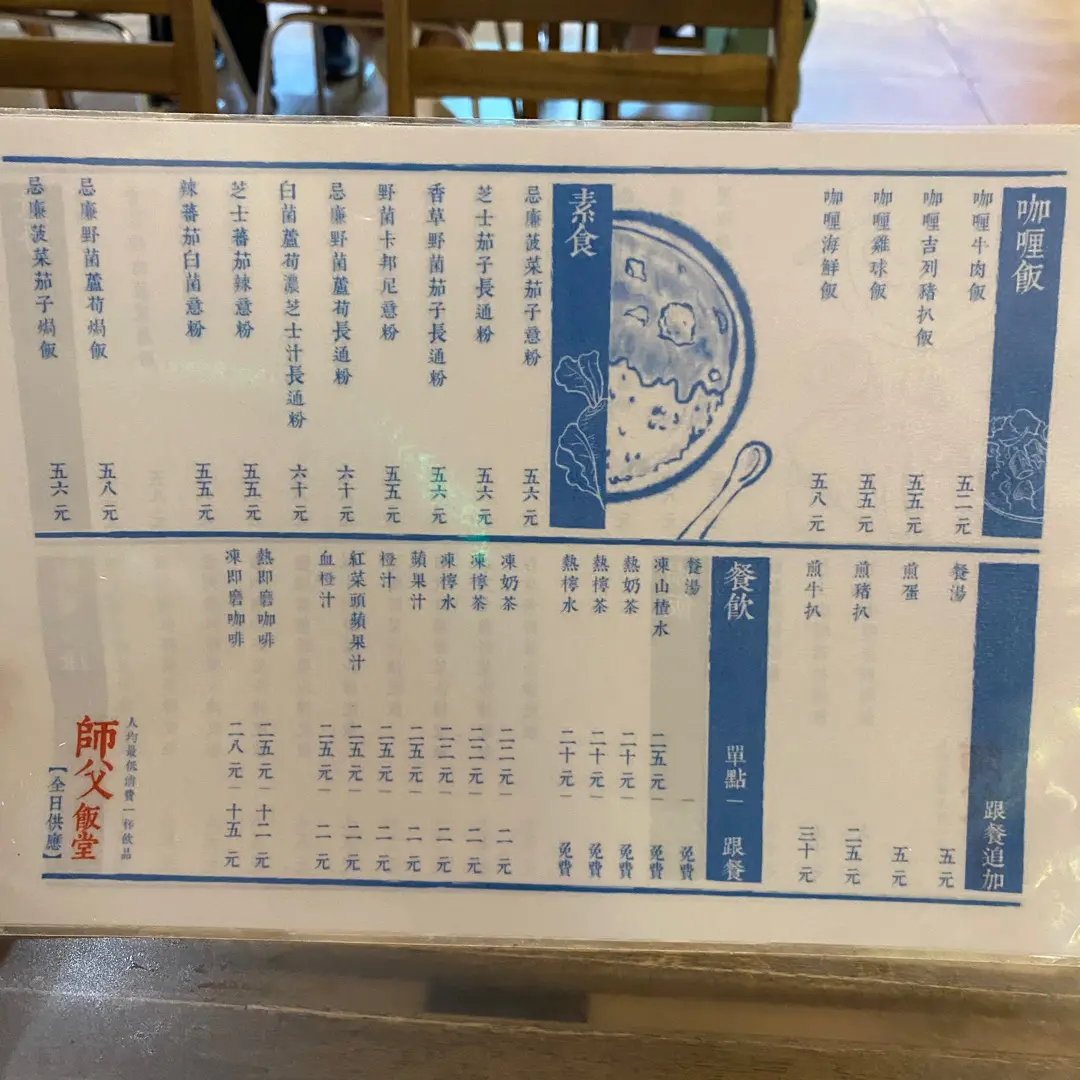 咖喱飯
咖喱牛肉飯 五二元
咖喱吉列豬扒飯 五五元
咖喱雞球飯 五五元
咖喱海鮮飯 五八元
素食
忌廉菠菜茄子意粉 五六元
芝士茄子長通粉 五六元
香草野菌茄子長通粉 五六元
野菌卡邦尼意粉 五五元
忌廉野菌蘆荀長通粉 六十元
白菌蘆荀濃芝士汁長通粉 六十元
芝士蕃茄辣意粉 五五元
辣蕃茄白菌意粉 五五元
忌廉野菌蘆荀焗飯 五八元
忌廉菠菜茄子焗飯 五六元
跟餐追加
餐湯 五元
煎蛋 五元
煎豬扒 二五元
煎牛扒 三十元
餐飲 單點 | 跟餐
餐湯 | 免費
凍山楂水 二五元 | 免費
熱奶茶 二十元 | 免費
熱檸茶 二十元 | 免費
熱檸水 二十元 | 免費
凍奶茶 二二元 | 二元
凍檸茶 二二元 | 二元
凍檸水 二二元 | 二元
蘋果汁 二五元 | 二元
橙汁 二五元 | 二元
紅菜頭蘋果汁 二五元 | 二元
血橙汁 二五元 | 二元
熱即磨咖啡 二五元 | 十二元
凍即磨咖啡 二八元 | 十五元
人均最低消費一杯飲品
師父飯堂
【全日供應】